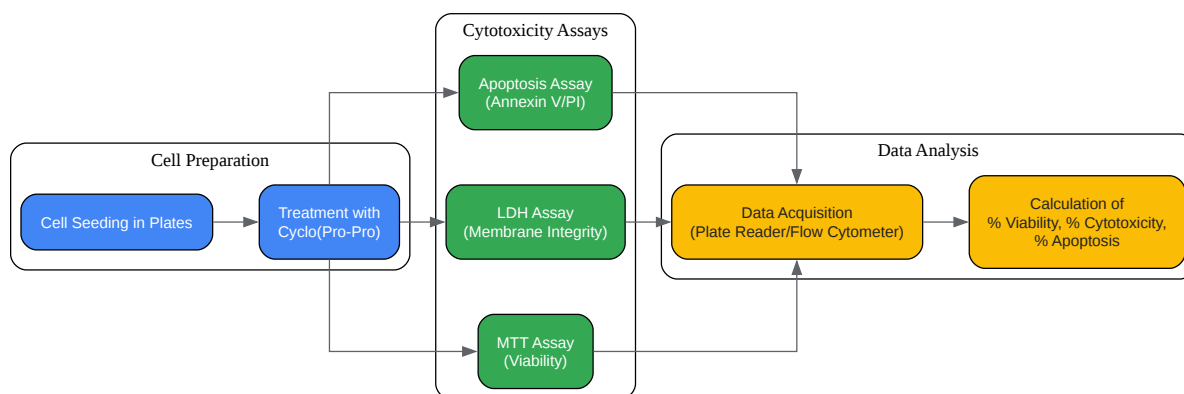 Cytotoxicity Assays
Apoptosis Assay
(Annexin V/PI)
Cell Preparation
Cell Seeding in Plates
Treatment with
Cyclo(Pro-Pro)
LDH Assay
(Membrane Integrity)
MTT Assay
(Viability)
Data Analysis
Data Acquisition
(Plate Reader/Flow Cytometer)
Calculation of
% Viability, % Cytotoxicity,
% Apoptosis